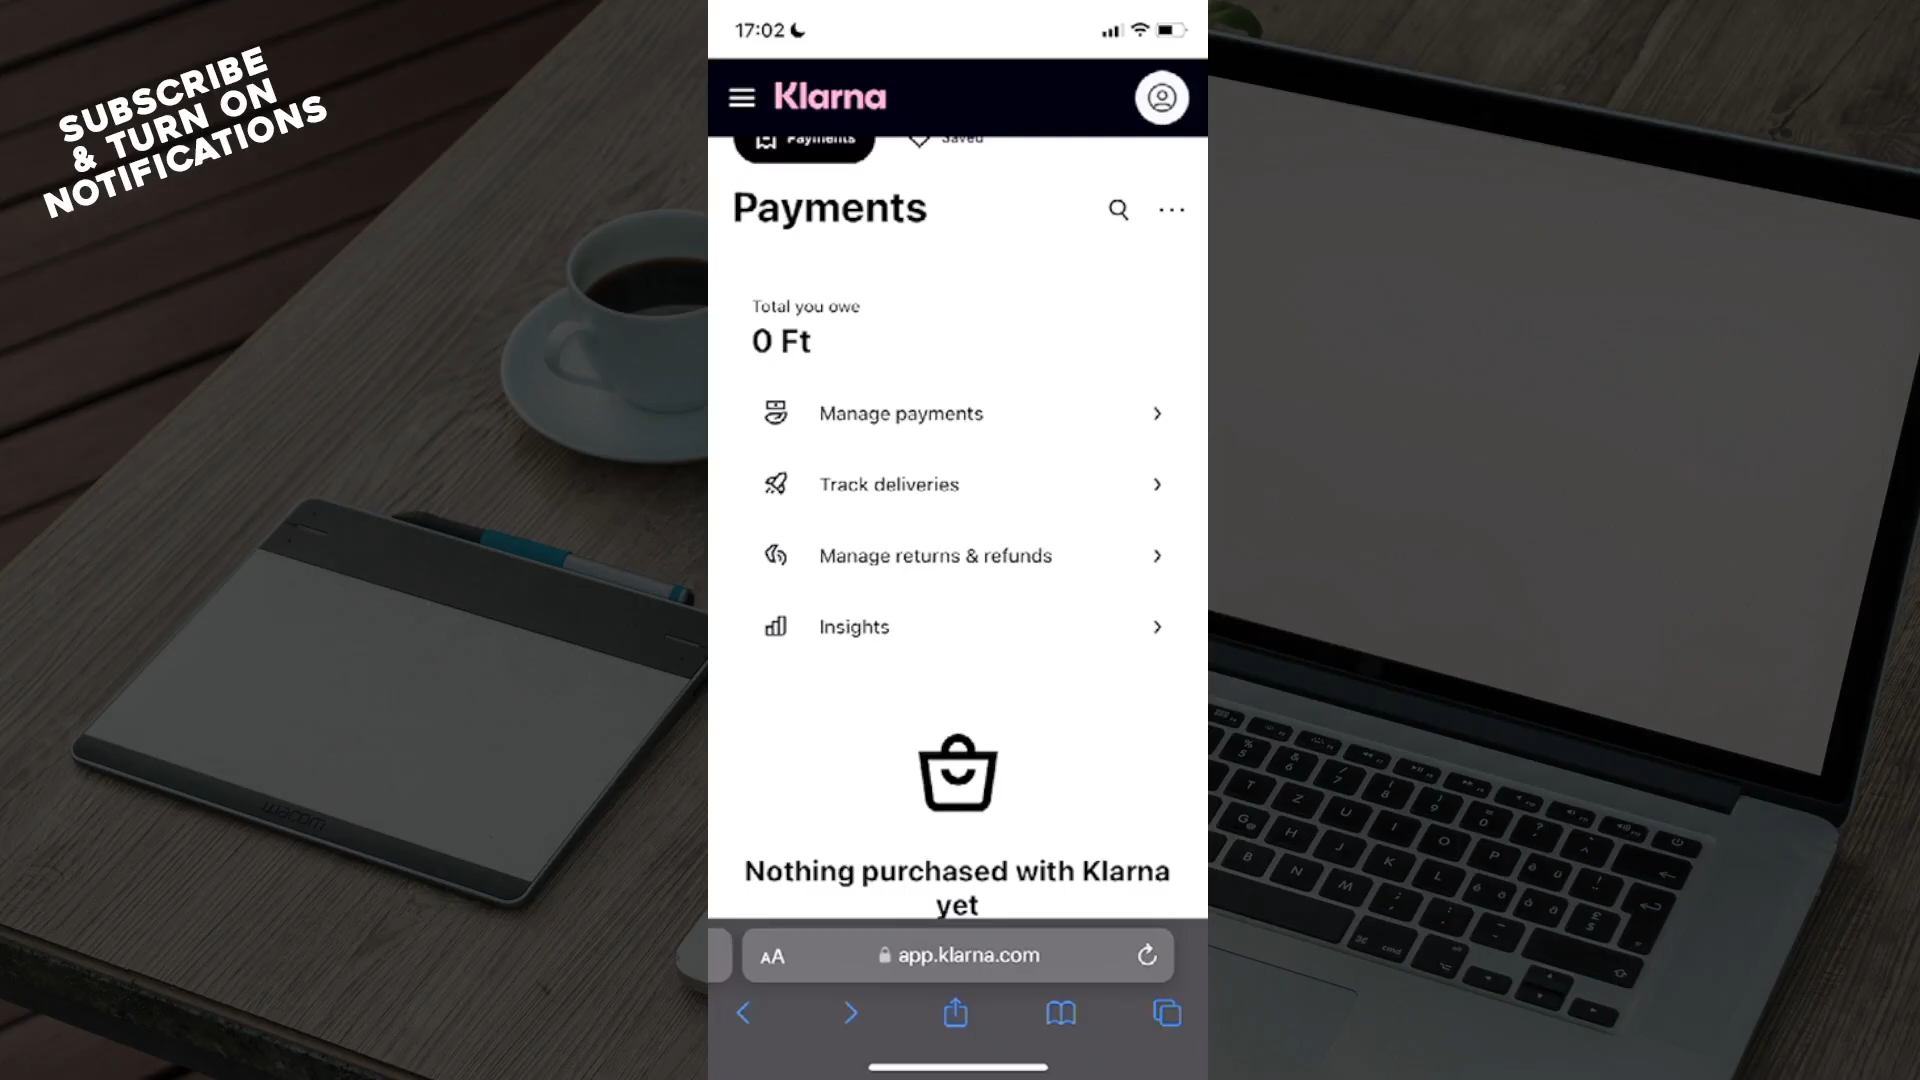 SUBSCRIBE
& TURN ON
NOTIFICATIONS
17:02
Klarna
Payments
Saved
Payments
Total you owe
0 Ft
Manage payments
Track deliveries
Manage returns & refunds
Insights
Nothing purchased with Klarna
yet
AA
app.klarna.com
wacom